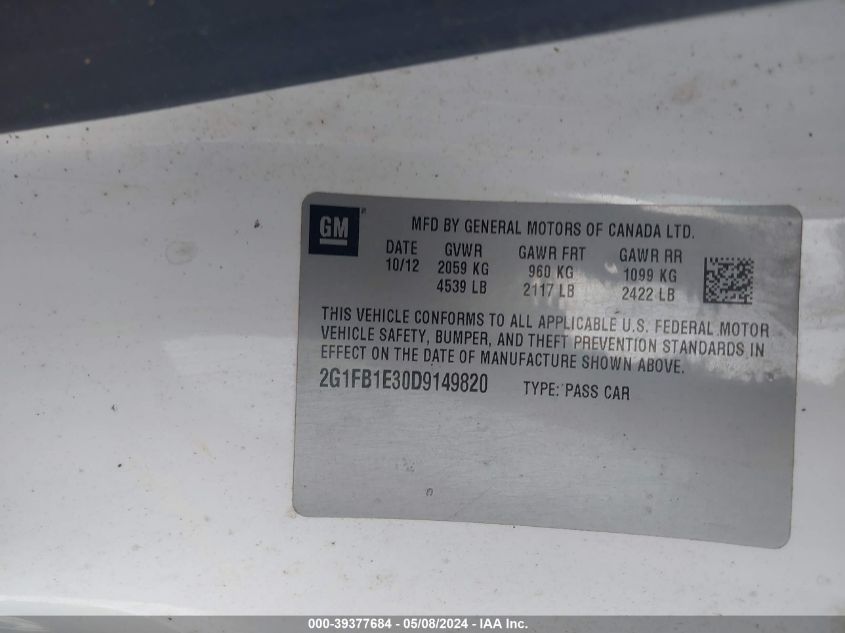 GM
MFD BY GENERAL MOTORS OF CANADA LTD.
DATE GVWR GAWR FRT GAWR RR
10/12 2059 KG 960 KG 1099 KG
4539 LB 2117 LB 2422 LB
THIS VEHICLE CONFORMS TO ALL APPLICABLE U.S. FEDERAL MOTOR
VEHICLE SAFETY, BUMPER, AND THEFT PREVENTION STANDARDS IN
EFFECT ON THE DATE OF MANUFACTURE SHOWN ABOVE.
2G1FB1E30D9149820 TYPE: PASS CAR
000-39377684 - 05/08/2024 - IAA Inc.